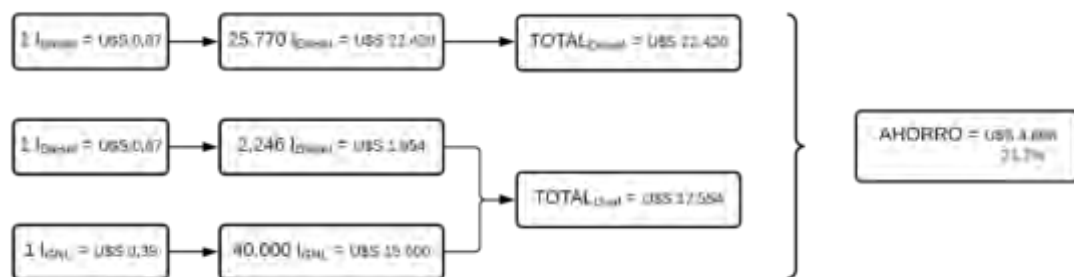 1 lDiesel = U$S 0,87
25.770 lDiesel = U$S 22.420
TOTALDiesel = U$S 22.420
1 lDiesel = U$S 0,87
2,246 lDiesel = U$S 1.954
TOTALDual = U$S 17.554
1 lGNL = U$S 0,39
40.000 lGNL = U$S 15.600
AHORRO = U$S 4.866
21,7%